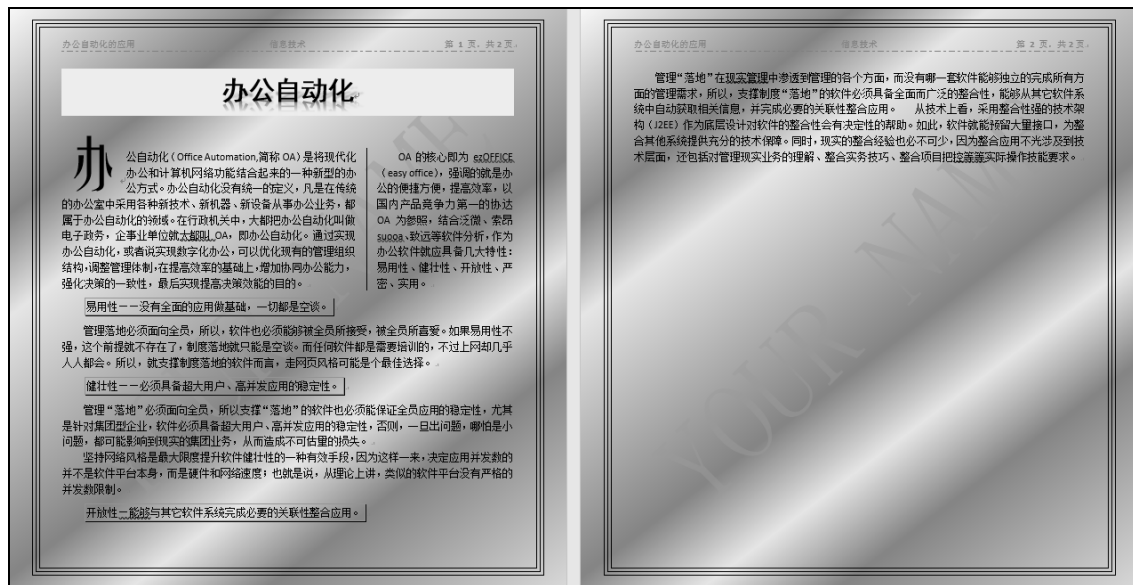 办公自动化的应用 信息技术 第 1 页,共2页.
办公自动化
办
公自动化(Office Automation,简称 OA)是将现代化
办公和计算机网络功能结合起来的一种新型的办
公方式。办公自动化没有统一的定义,凡是在传统
的办公室中采用各种新技术、新机器、新设备从事办公业务,都
属于办公自动化的领域。在行政机关中,大都把办公自动化叫做
电子政务,企事业单位就太都叫 OA,即办公自动化。通过实现
办公自动化,或者说实现数字化办公,可以优化现有的管理组织
结构,调整管理体制,在提高效率的基础上,增加协同办公能力,
强化决策的一致性,最后实现提高决策效能的目的。
OA 的核心即为 ezOFFICE
(easy office),强调的就是办
公的便捷方便,提高效率,以
国内产品竞争力第一的协达
OA 为参照,结合泛微、索昂
suooa、致远等软件分析,作为
办公软件就应具备几大特性:
易用性、健壮性、开放性、严
密、实用。
易用性——没有全面的应用做基础,一切都是空谈。
管理落地必须面向全员,所以,软件也必须能够被全员所接受,被全员所喜爱。如果易用性不
强,这个前提就不存在了,制度落地就只能是空谈。而任何软件都是需要培训的,不过上网却几乎
人人都会。所以,就支撑制度落地的软件而言,走网页风格可能是个最佳选择。
健壮性——必须具备超大用户、高并发应用的稳定性。
管理“落地”必须面向全员,所以支撑“落地”的软件也必须能保证全员应用的稳定性,尤其
是针对集团型企业,软件必须具备超大用户、高并发应用的稳定性,否则,一旦出问题,哪怕是小
问题,都可能影响到现实的集团业务,从而造成不可估量的损失。
坚持网络风格是最大限度提升软件健壮性的一种有效手段,因为这样一来,决定应用并发数的
并不是软件平台本身,而是硬件和网络速度;也就是说,从理论上讲,类似的软件平台没有严格的
并发数限制。
开放性—能够与其它软件系统完成必要的关联性整合应用。
办公自动化的应用 信息技术 第 2 页,共2页.
管理“落地”在现实管理中渗透到管理的各个方面,而没有哪一套软件能够独立的完成所有方
面的管理需求,所以,支撑制度“落地”的软件必须具备全面而广泛的整合性,能够从其它软件系
统中自动获取相关信息,并完成必要的关联性整合应用。 从技术上看,采用整合性强的技术架
构(J2EE)作为底层设计对软件的整合性会有决定性的帮助。如此,软件就能预留大量接口,为整
合其他系统提供充分的技术保障。同时,现实的整合经验也必不可少,因为整合应用不光涉及到技
术层面,还包括对管理现实业务的理解、整合实务技巧、整合项目把控等等实际操作技能要求。
YOUR NAME